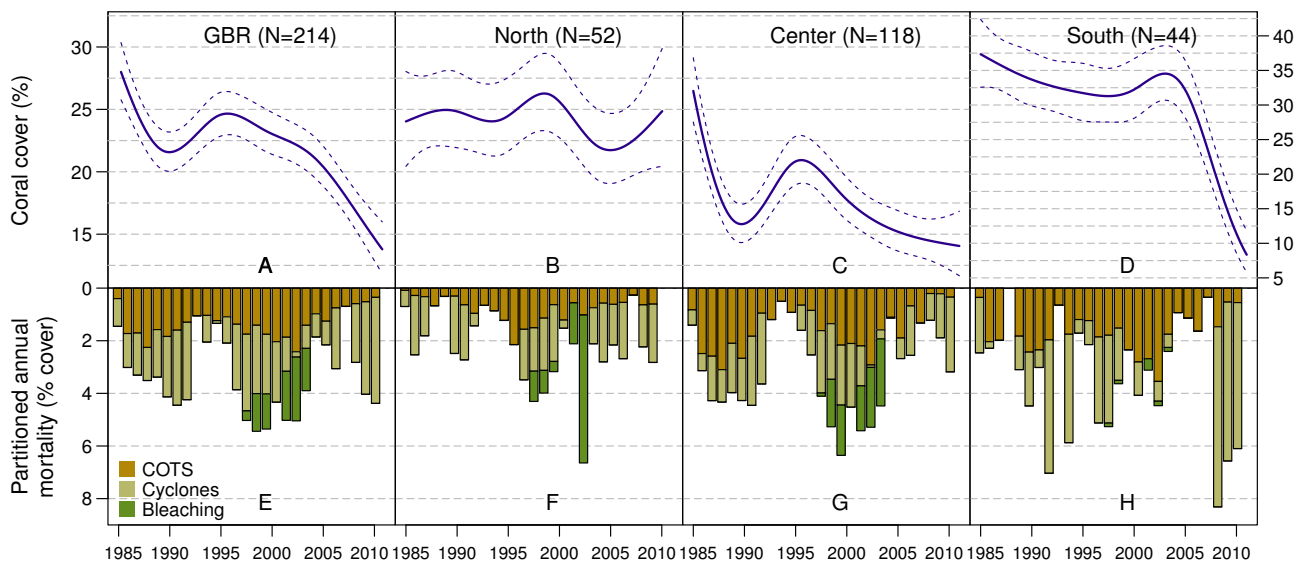 GBR (N=214) North (N=52) Center (N=118) South (N=44)
Coral cover (%)
30
25
20
15
40
35
30
25
20
15
10
5
A B C D
Partitioned annual
mortality (% cover)
0
2
4
6
8
COTS
Cyclones
Bleaching
E F G H
1985 1990 1995 2000 2005 2010 1985 1990 1995 2000 2005 2010 1985 1990 1995 2000 2005 2010 1985 1990 1995 2000 2005 2010